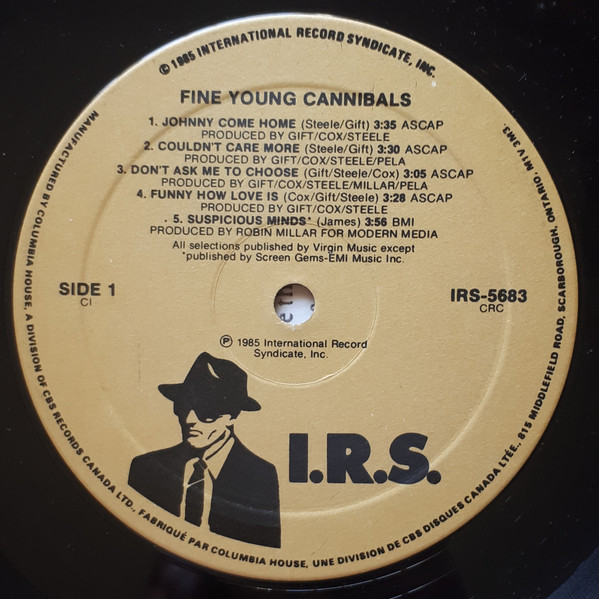 © 1985 INTERNATIONAL RECORD SYNDICATE, INC.
FINE YOUNG CANNIBALS
1. JOHNNY COME HOME (Steele/Gift) 3:35 ASCAP
PRODUCED BY GIFT/COX/STEELE
2. COULDN'T CARE MORE (Steele/Gift) 3:30 ASCAP
PRODUCED BY GIFT/COX/STEELE/PELA
3. DON'T ASK ME TO CHOOSE (Gift/Steele/Cox) 3:05 ASCAP
PRODUCED BY GIFT/COX/STEELE/MILLAR/PELA
4. FUNNY HOW LOVE IS (Cox/Gift/Steele) 3:28 ASCAP
PRODUCED BY GIFT/COX/STEELE
5. SUSPICIOUS MINDS* (James) 3:56 BMI
PRODUCED BY ROBIN MILLAR FOR MODERN MEDIA
All selections published by Virgin Music except
*published by Screen Gems-EMI Music Inc.
SIDE 1
CI
IRS-5683
CRC
℗ 1985 International Record
Syndicate, Inc.
I.R.S.
MANUFACTURED BY COLUMBIA HOUSE, A DIVISION OF CBS RECORDS CANADA LTD., FABRIQUÉ PAR COLUMBIA HOUSE, UNE DIVISION DE CBS DISQUES CANADA LTÉE., 815 MIDDLEFIELD ROAD, SCARBOROUGH, ONTARIO, M1V 3M3.